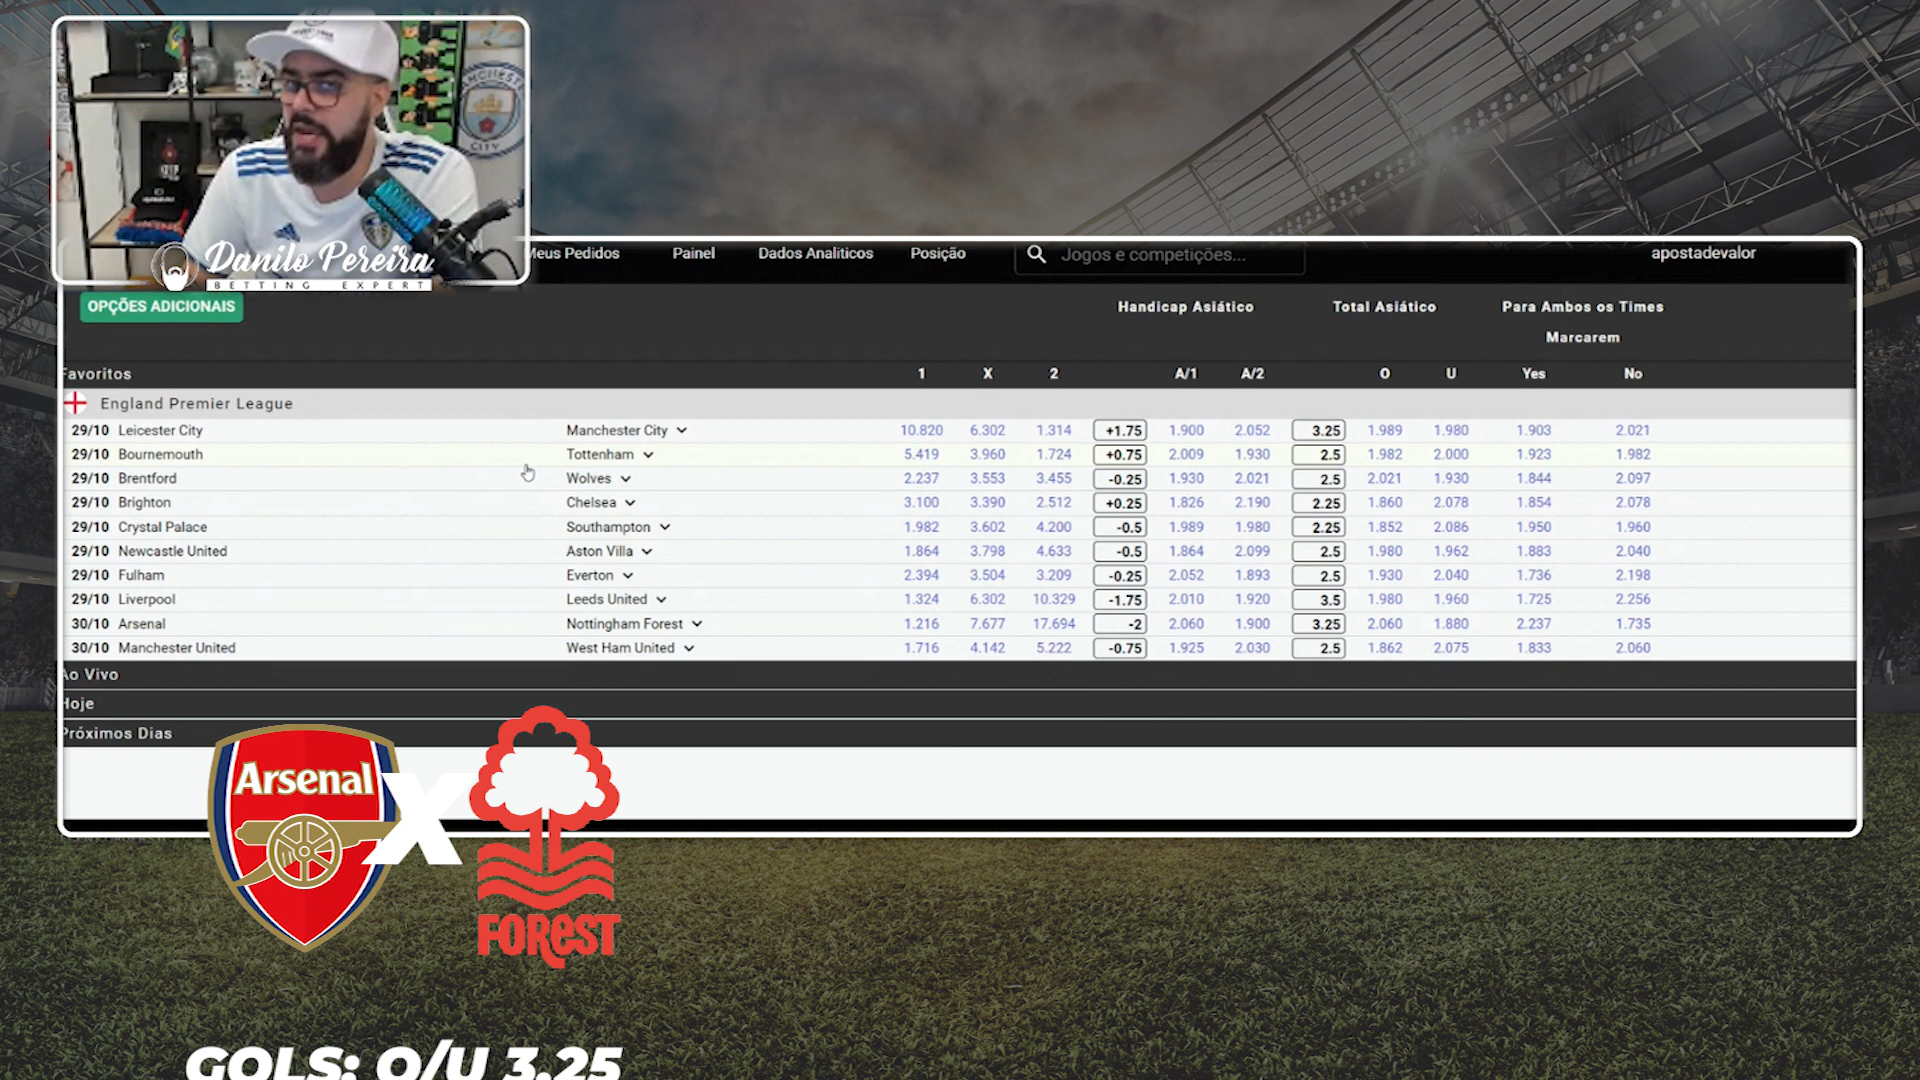 MANCHESTER
CITY
Danilo Pereira
BETTING EXPERT
Meus Pedidos Painel Dados Analiticos Posição Jogos e competições... apostadevalor
OPÇÕES ADICIONAIS Handicap Asiático Total Asiático Para Ambos os Times
Marcarem
Favoritos 1 X 2 A/1 A/2 O U Yes No
England Premier League
29/10 Leicester City Manchester City 10.820 6.302 1.314 +1.75 1.900 2.052 3.25 1.989 1.980 1.903 2.021
29/10 Bournemouth Tottenham 5.419 3.960 1.724 +0.75 2.009 1.930 2.5 1.982 2.000 1.923 1.982
29/10 Brentford Wolves 2.237 3.553 3.455 -0.25 1.930 2.021 2.5 2.021 1.930 1.844 2.097
29/10 Brighton Chelsea 3.100 3.390 2.512 +0.25 1.826 2.190 2.25 1.860 2.078 1.854 2.078
29/10 Crystal Palace Southampton 1.982 3.602 4.200 -0.5 1.989 1.980 2.25 1.852 2.086 1.950 1.960
29/10 Newcastle United Aston Villa 1.864 3.798 4.633 -0.5 1.864 2.099 2.5 1.980 1.962 1.883 2.040
29/10 Fulham Everton 2.394 3.504 3.209 -0.25 2.052 1.893 2.5 1.930 2.040 1.736 2.198
29/10 Liverpool Leeds United 1.324 6.302 10.329 -1.75 2.010 1.920 3.5 1.980 1.960 1.725 2.256
30/10 Arsenal Nottingham Forest 1.216 7.677 17.694 -2 2.060 1.900 3.25 2.060 1.880 2.237 1.735
30/10 Manchester United West Ham United 1.716 4.142 5.222 -0.75 1.925 2.030 2.5 1.862 2.075 1.833 2.060
Ao Vivo
Hoje
Próximos Dias
Arsenal X
FOREST
GOLS: O/U 3.25